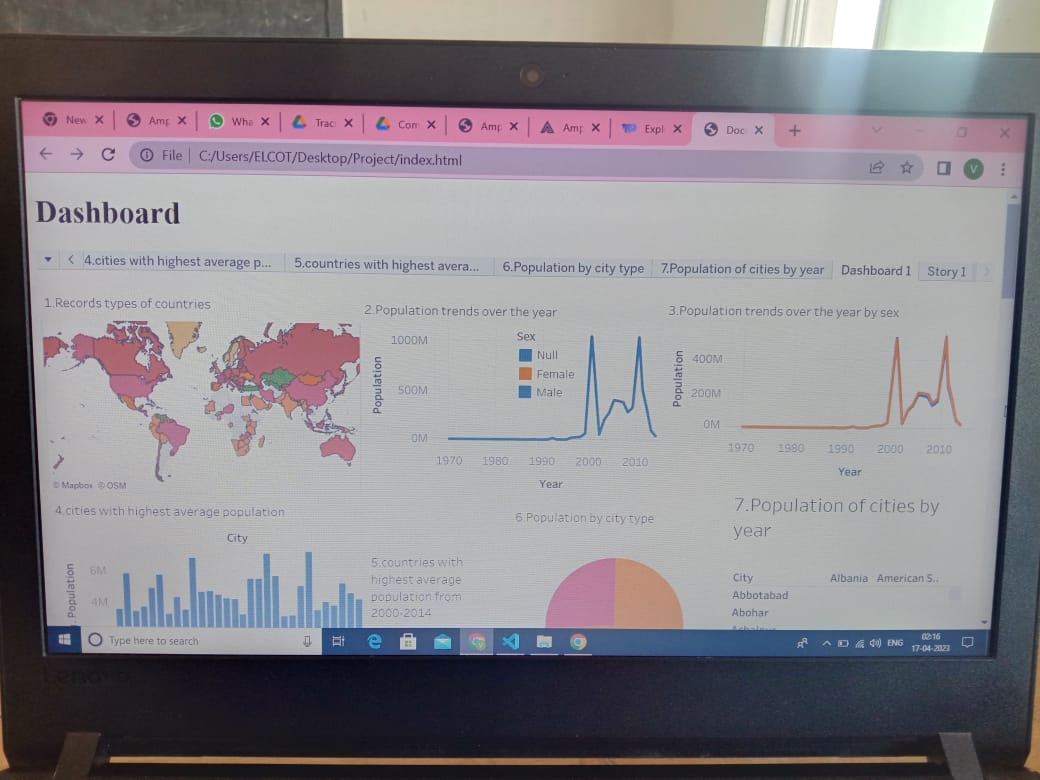 New
Amp
Wha
Trac
Com
Amp
Amp
Expl
Doc
File
C:/Users/ELCOT/Desktop/Project/index.html
V
Dashboard
4.cities with highest average p...
5.countries with highest avera...
6.Population by city type
7.Population of cities by year
Dashboard 1
Story 1
1.Records types of countries
© Mapbox © OSM
2.Population trends over the year
Population
1000M
500M
0M
Sex
Null
Female
Male
1970 1980 1990 2000 2010
Year
3.Population trends over the year by sex
Population
400M
200M
0M
1970 1980 1990 2000 2010
Year
4.cities with highest average population
City
Population
6M
4M
5.countries with
highest average
population from
2000-2014
6.Population by city type
7.Population of cities by
year
City Albania American S..
Abbotabad
Abohar
Type here to search
ENG
02:16
17-04-2023
Lenovo